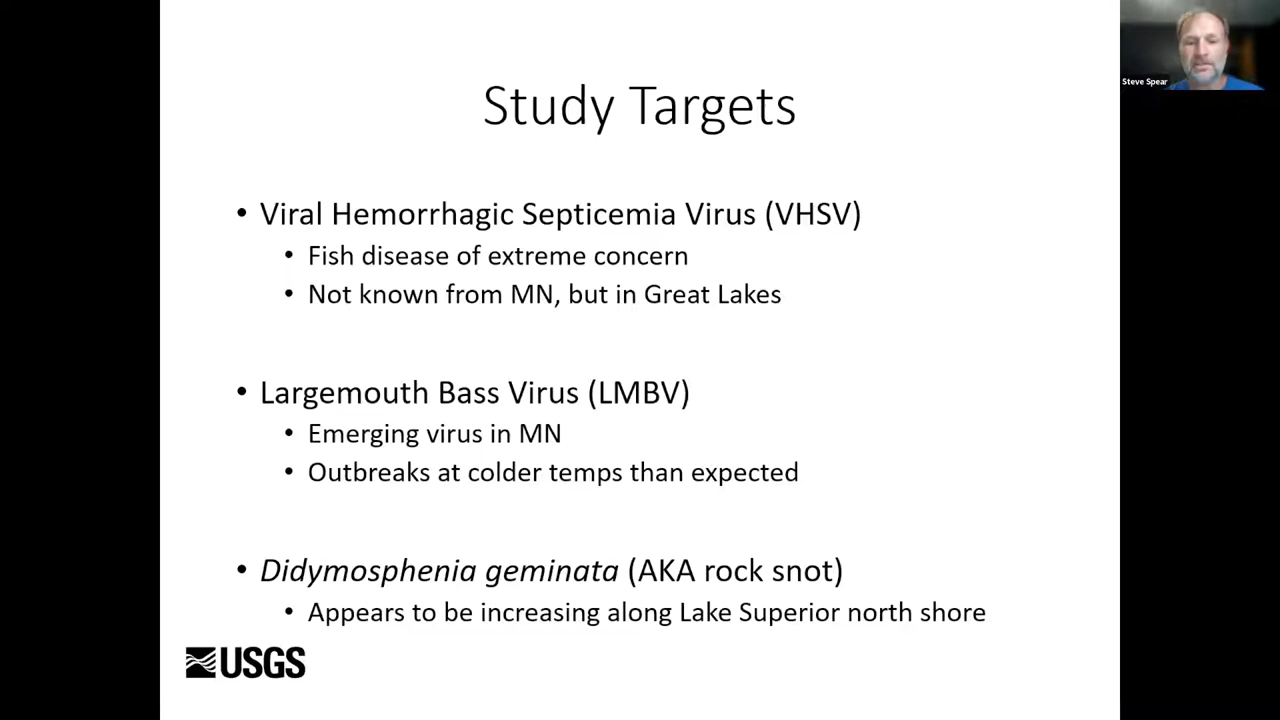 Study Targets
Steve Spear
• Viral Hemorrhagic Septicemia Virus (VHSV)
• Fish disease of extreme concern
• Not known from MN, but in Great Lakes
• Largemouth Bass Virus (LMBV)
• Emerging virus in MN
• Outbreaks at colder temps than expected
• Didymosphenia geminata (AKA rock snot)
• Appears to be increasing along Lake Superior north shore
USGS